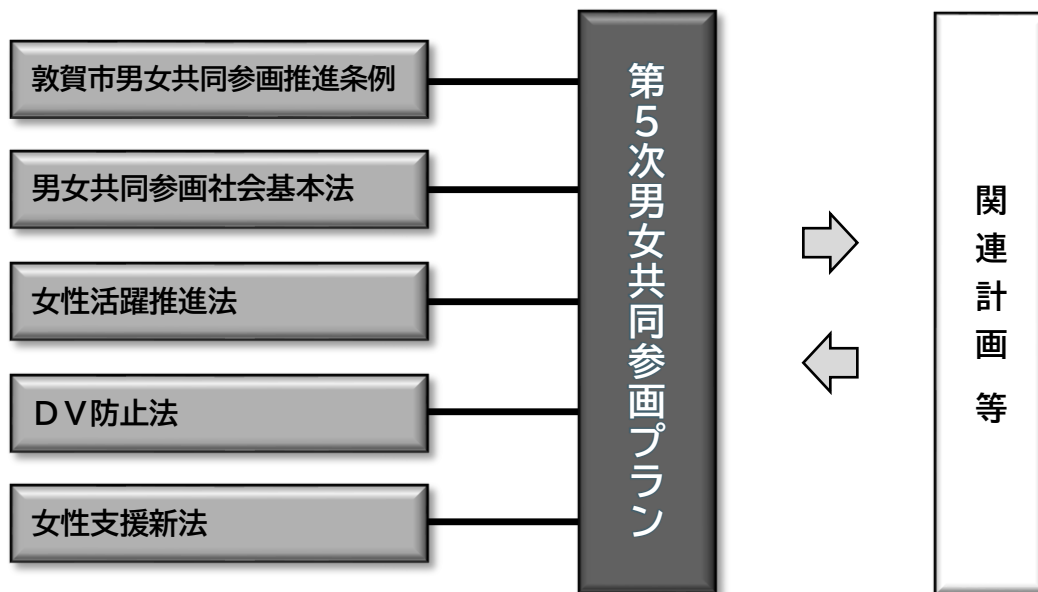 敦賀市男女共同参画推進条例
男女共同参画社会基本法
女性活躍推進法
ＤＶ防止法
女性支援新法
第５次男女共同参画プラン
関連計画 等